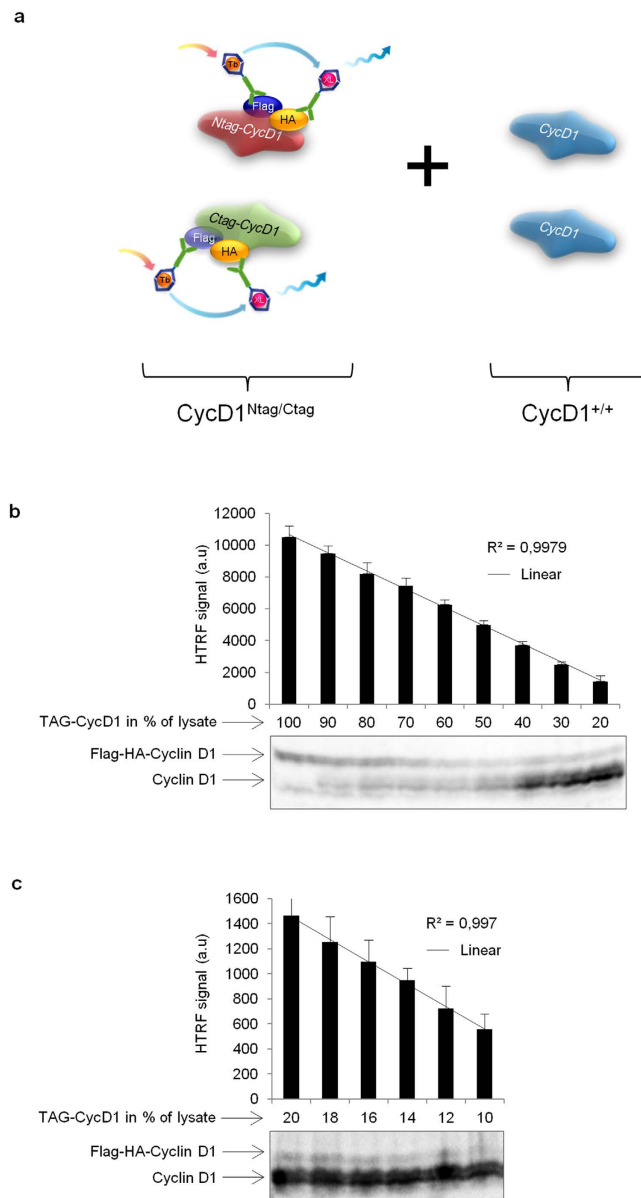 a
Tb
XL
Flag
HA
Ntag-CycD1
CycD1
+
Ctag-CycD1
CycD1
Flag
HA
Tb
XL
CycD1Ntag/Ctag
CycD1+/+
b
HTRF signal (a.u)
12000
10000
8000
6000
4000
2000
0
R² = 0,9979
Linear
TAG-CycD1 in % of lysate
100 90 80 70 60 50 40 30 20
Flag-HA-Cyclin D1
Cyclin D1
c
HTRF signal (a.u)
1600
1400
1200
1000
800
600
400
200
0
R² = 0,997
Linear
TAG-CycD1 in % of lysate
20 18 16 14 12 10
Flag-HA-Cyclin D1
Cyclin D1